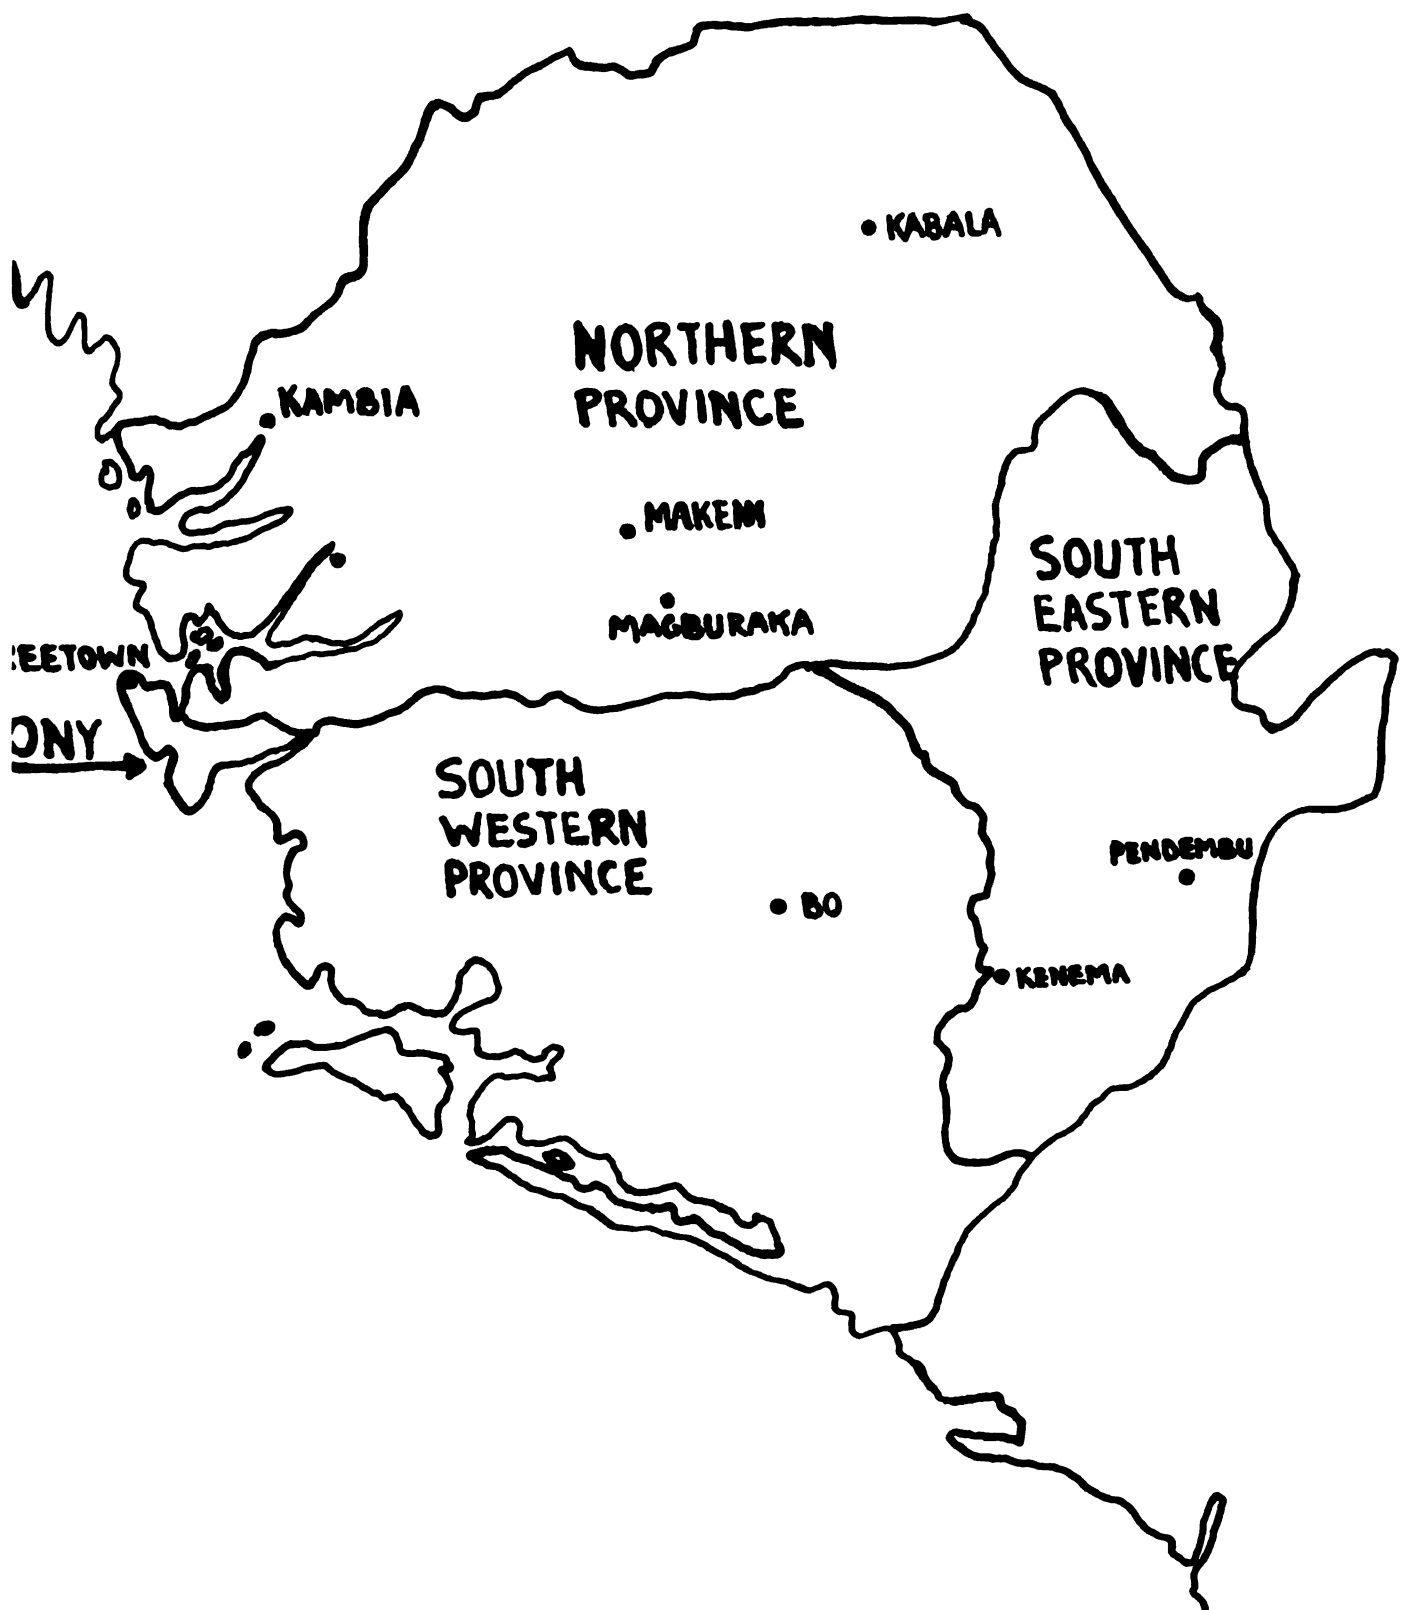 KABALA
NORTHERN
PROVINCE
KAMBIA
MAKENI
MAGBURAKA
SOUTH
EASTERN
PROVINCE
EETOWN
ONY
SOUTH
WESTERN
PROVINCE
PENDEMBU
BO
KENEMA